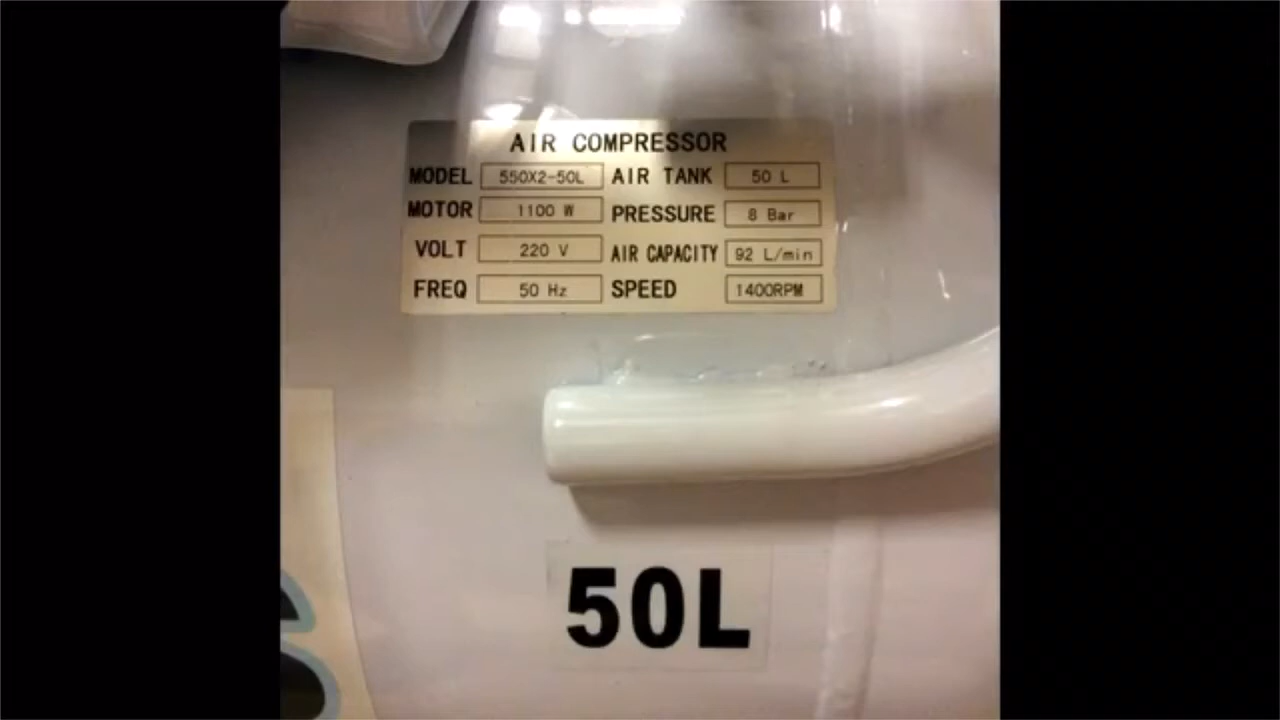 AIR COMPRESSOR
MODEL 550X2-50L AIR TANK 50 L
MOTOR 1100 W PRESSURE 8 Bar
VOLT 220 V AIR CAPACITY 92 L/min
FREQ 50 Hz SPEED 1400RPM
50L